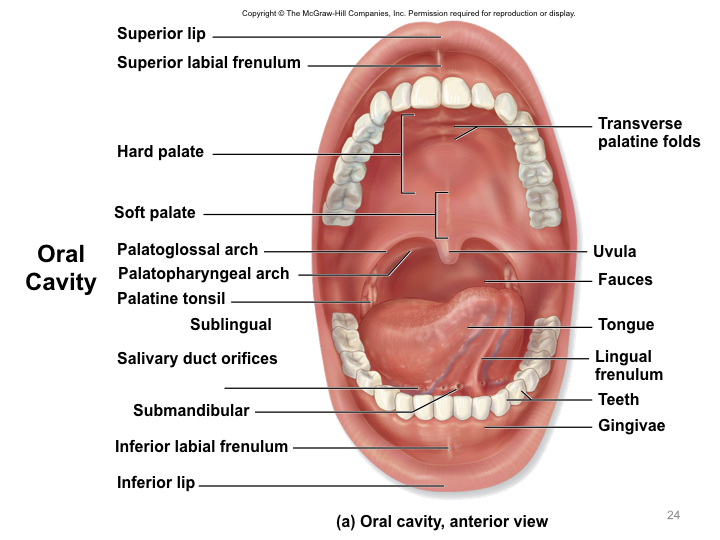 Copyright © The McGraw-Hill Companies, Inc. Permission required for reproduction or display.
Superior lip
Superior labial frenulum
Transverse
palatine folds
Hard palate
Soft palate
Oral
Cavity
Palatoglossal arch
Uvula
Palatopharyngeal arch
Fauces
Palatine tonsil
Sublingual
Tongue
Salivary duct orifices
Lingual
frenulum
Teeth
Submandibular
Gingivae
Inferior labial frenulum
Inferior lip
(a) Oral cavity, anterior view
24